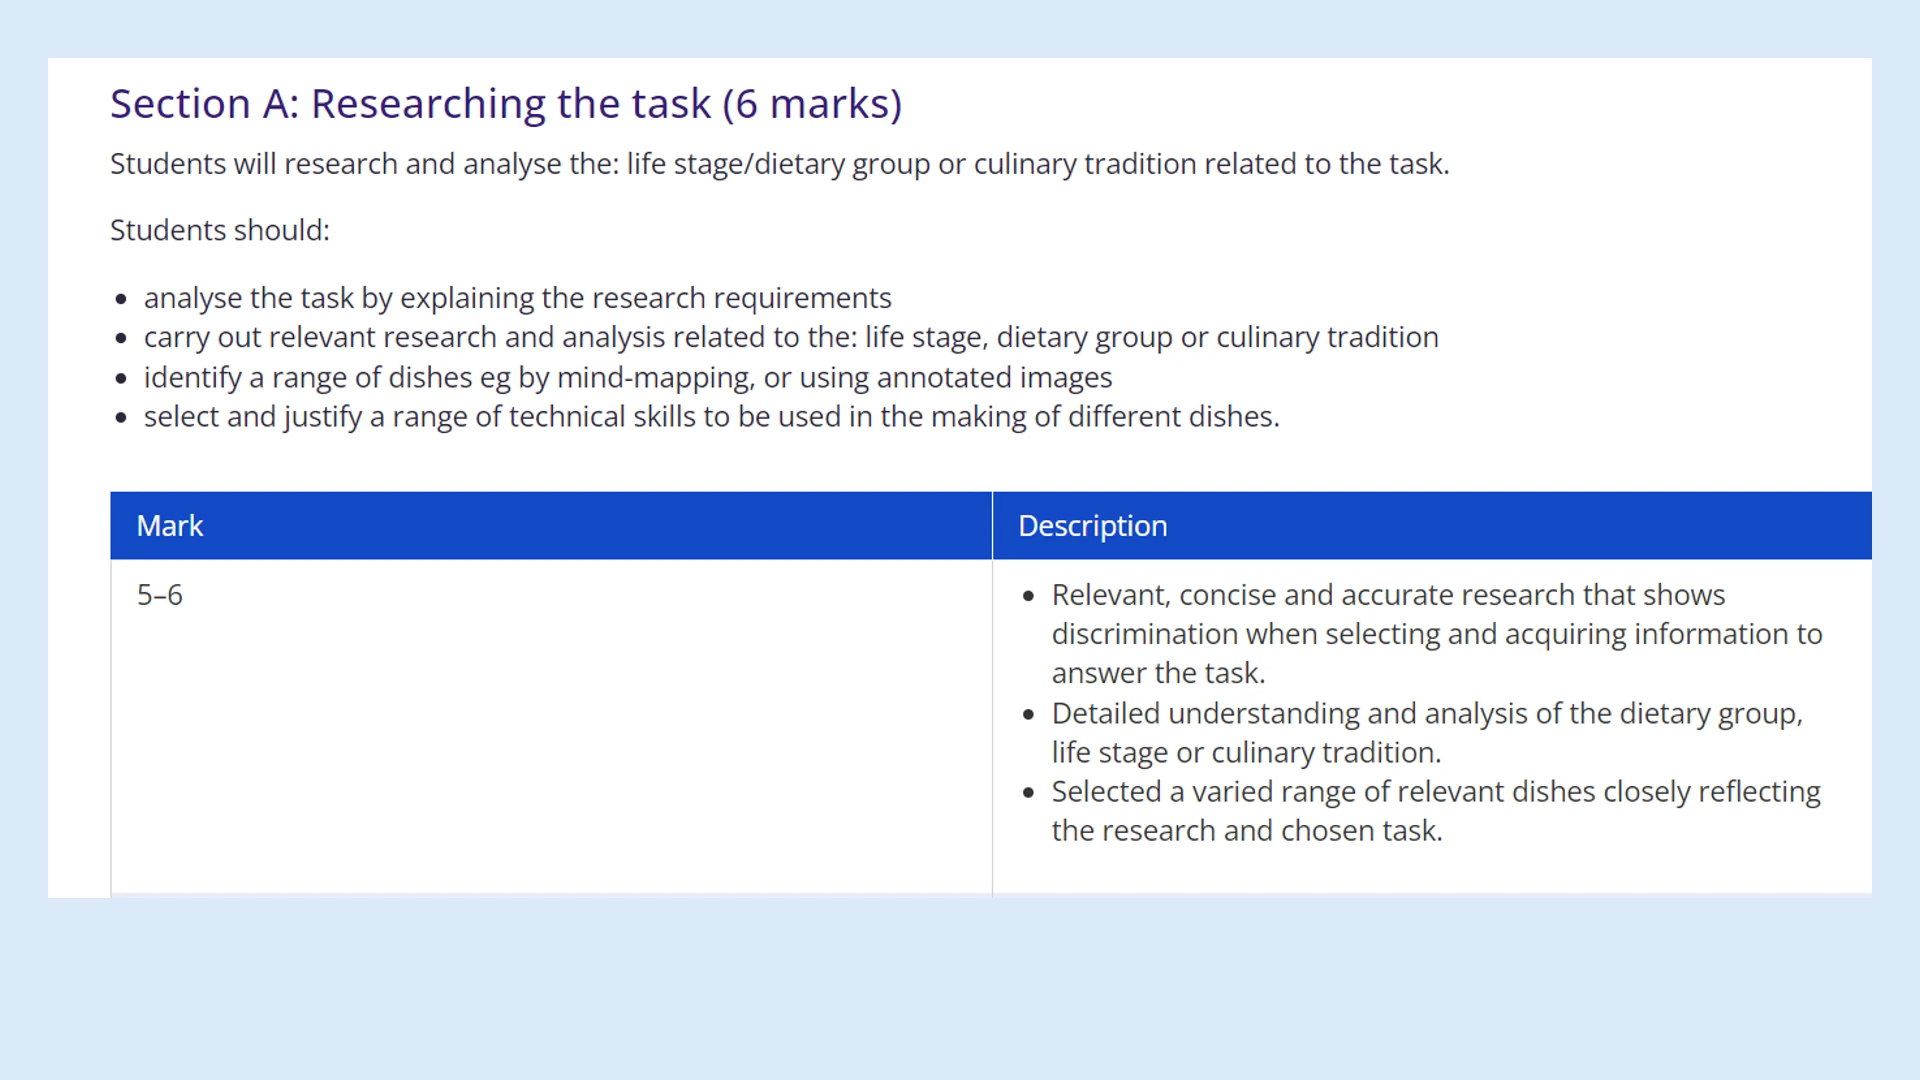 Section A: Researching the task (6 marks)
Students will research and analyse the: life stage/dietary group or culinary tradition related to the task.
Students should:
• analyse the task by explaining the research requirements
• carry out relevant research and analysis related to the: life stage, dietary group or culinary tradition
• identify a range of dishes eg by mind-mapping, or using annotated images
• select and justify a range of technical skills to be used in the making of different dishes.
Mark
Description
5–6
• Relevant, concise and accurate research that shows
discrimination when selecting and acquiring information to
answer the task.
• Detailed understanding and analysis of the dietary group,
life stage or culinary tradition.
• Selected a varied range of relevant dishes closely reflecting
the research and chosen task.